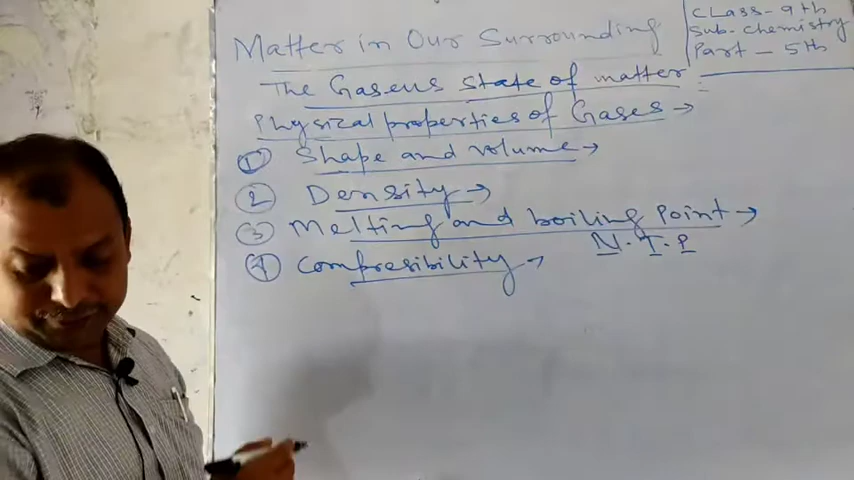 Matter in Our Surrounding
CLass-9th
Sub-chemistry
Part - 5th
The Gaseus state of matter
Physical properties of Gases →
① Shape and volume →
② Density →
③ Melting and boiling Point →
N.T.P
④ Compresibility →